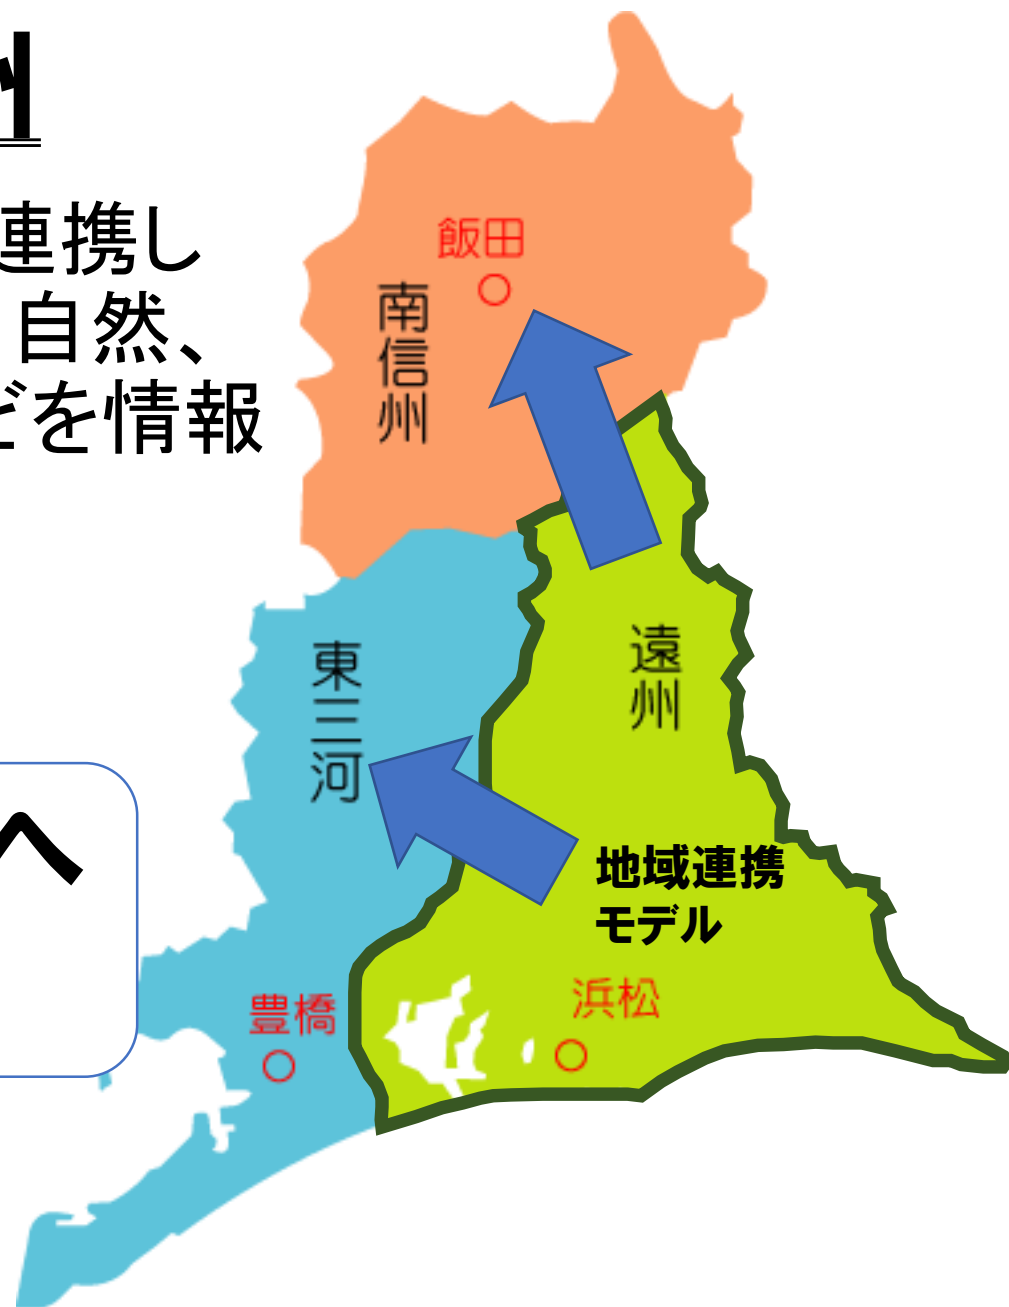 州
連携し
自然、
どを情報
へ
飯田
南信州
東三河
遠州
地域連携
モデル
豊橋
浜松